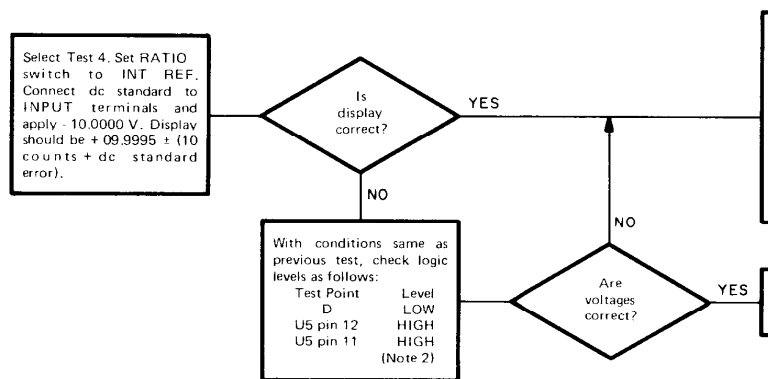 Select Test 4. Set RATIO
switch to INT REF.
Connect dc standard to
INPUT terminals and
apply - 10.0000 V. Display
should be + 09.9995 ± (10
counts + dc standard
error).
Is
display
correct?
YES
NO
With conditions same as
previous test, check logic
levels as follows:
Test Point Level
D LOW
U5 pin 12 HIGH
U5 pin 11 HIGH
(Note 2)
NO
Are
voltages
correct?
YES